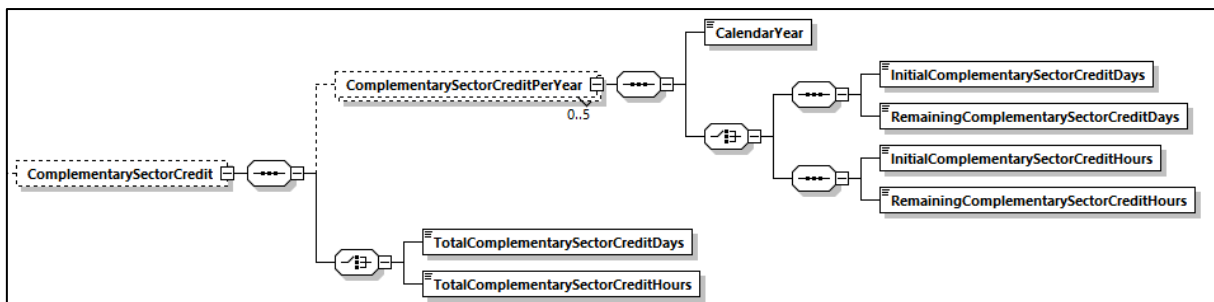 CalendarYear
ComplementarySectorCreditPerYear
0..5
InitialComplementarySectorCreditDays
RemainingComplementarySectorCreditDays
InitialComplementarySectorCreditHours
RemainingComplementarySectorCreditHours
ComplementarySectorCredit
TotalComplementarySectorCreditDays
TotalComplementarySectorCreditHours